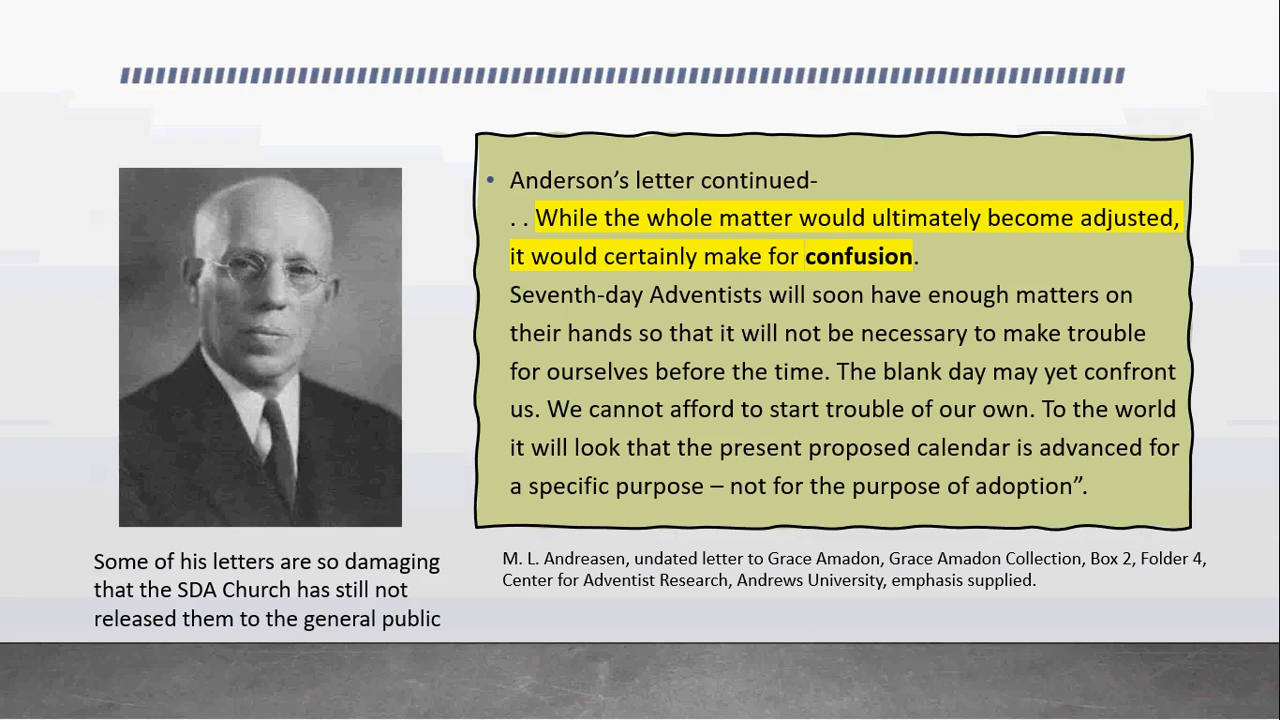 • Anderson’s letter continued-
. . While the whole matter would ultimately become adjusted,
it would certainly make for confusion.
Seventh-day Adventists will soon have enough matters on
their hands so that it will not be necessary to make trouble
for ourselves before the time. The blank day may yet confront
us. We cannot afford to start trouble of our own. To the world
it will look that the present proposed calendar is advanced for
a specific purpose – not for the purpose of adoption”.
Some of his letters are so damaging
that the SDA Church has still not
released them to the general public
M. L. Andreasen, undated letter to Grace Amadon, Grace Amadon Collection, Box 2, Folder 4,
Center for Adventist Research, Andrews University, emphasis supplied.